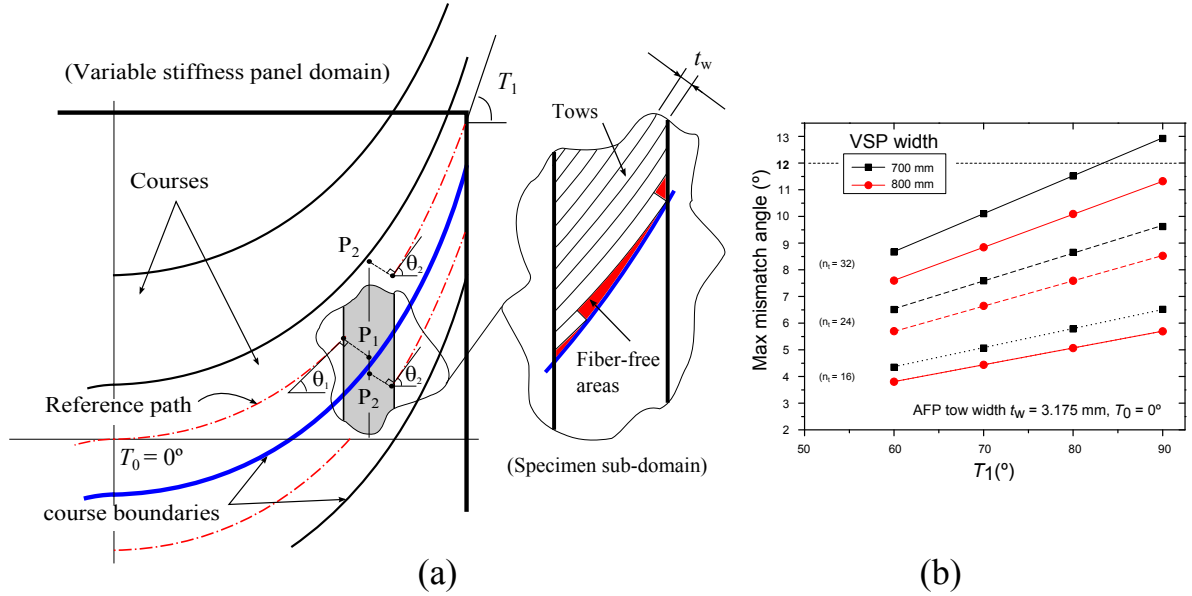 (Variable stiffness panel domain)
T₁
Courses
P₂
θ₂
P₁
θ₁
θ₂
P₂
Reference path
T₀ = 0º
course boundaries
(a)
t_w
Tows
Fiber-free
areas
(Specimen sub-domain)
Max mismatch angle (º)
13
12
11
10
9
8
7
6
5
4
3
2
VSP width
700 mm
800 mm
(nₜ = 32)
(nₜ = 24)
(nₜ = 16)
AFP tow width t_w = 3.175 mm, T₀ = 0º
50 60 70 80 90
T1(º)
(b)